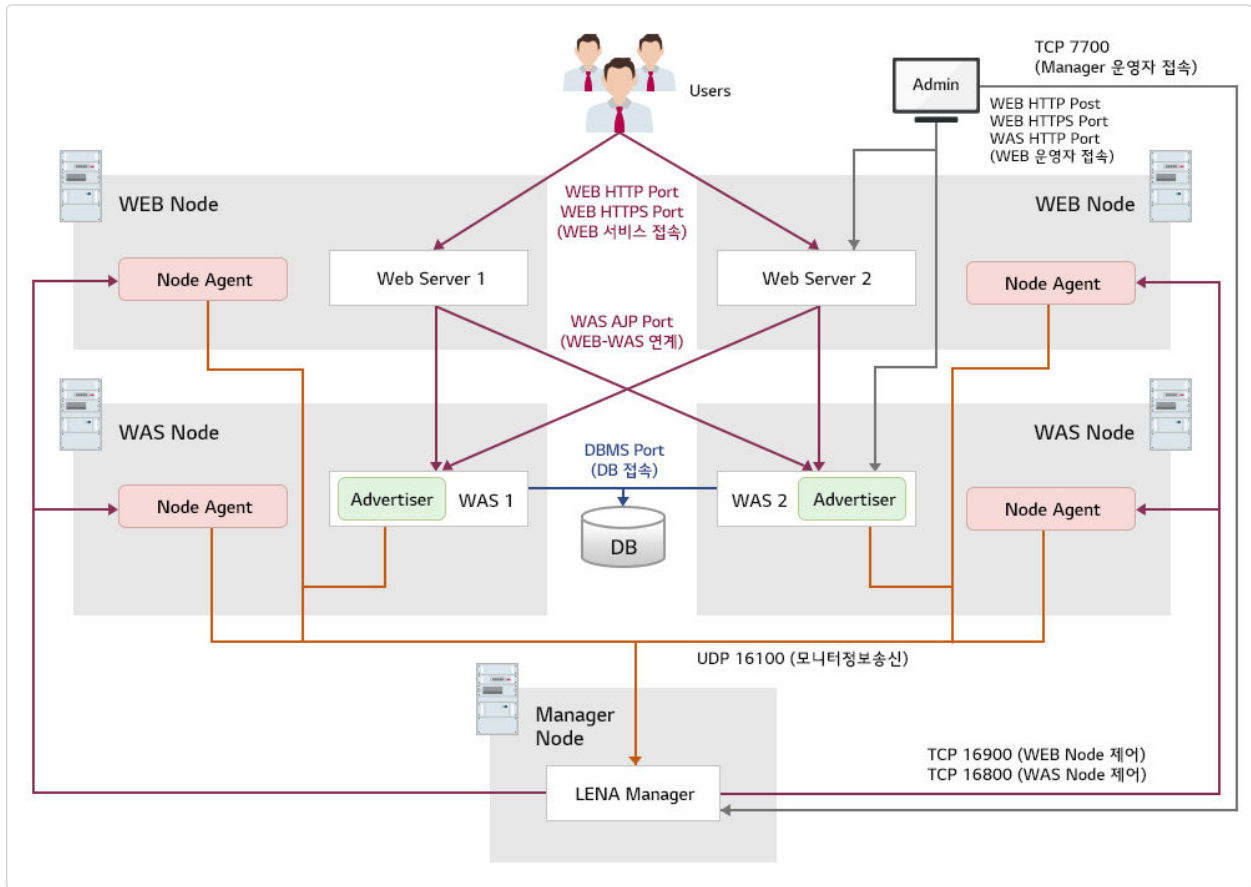 TCP 7700
(Manager 운영자 접속)
Users
Admin
WEB HTTP Post
WEB HTTPS Port
WAS HTTP Port
(WEB 운영자 접속)
WEB Node
WEB HTTP Port
WEB HTTPS Port
(WEB 서비스 접속)
WEB Node
Node Agent
Web Server 1
Web Server 2
Node Agent
WAS AJP Port
(WEB-WAS 연계)
WAS Node
WAS Node
DBMS Port
(DB 접속)
Node Agent
Advertiser
WAS 1
WAS 2
Advertiser
Node Agent
DB
UDP 16100 (모니터정보송신)
Manager
Node
TCP 16900 (WEB Node 제어)
TCP 16800 (WAS Node 제어)
LENA Manager